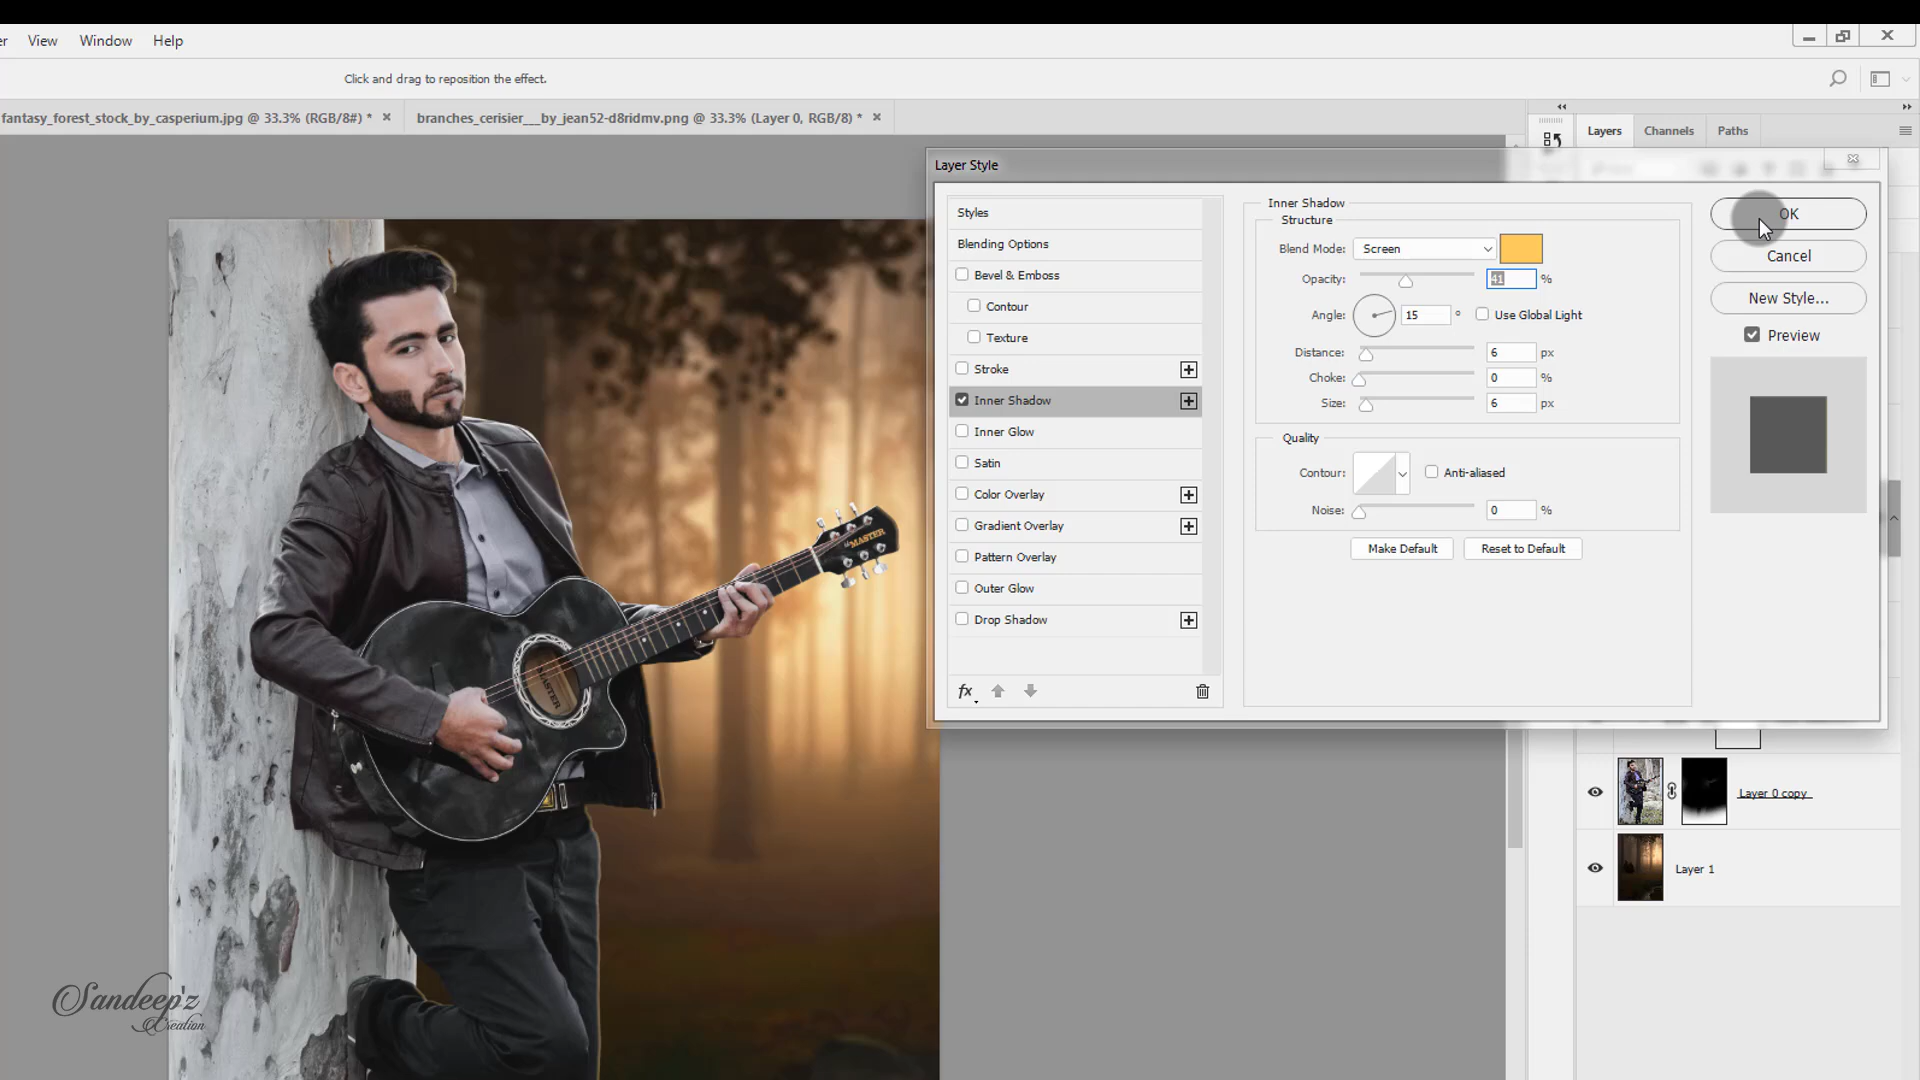 er View Window Help
Click and drag to reposition the effect.
fantasy_forest_stock_by_casperium.jpg @ 33.3% (RGB/8#) * ×
branches_cerisier___by_jean52-d8ridmv.png @ 33.3% (Layer 0, RGB/8) * ×
Layers Channels Paths
Layer Style
Styles
Blending Options
Bevel & Emboss
Contour
Texture
Stroke
Inner Shadow
Inner Glow
Satin
Color Overlay
Gradient Overlay
Pattern Overlay
Outer Glow
Drop Shadow
fx
Inner Shadow
Structure
Blend Mode: Screen
Opacity: 41 %
Angle: 15 ° Use Global Light
Distance: 6 px
Choke: 0 %
Size: 6 px
Quality
Contour: Anti-aliased
Noise: 0 %
Make Default Reset to Default
OK
Cancel
New Style...
Preview
Layer 0 copy
Layer 1
MASTER
MASTER
Sandeep'z
Creation